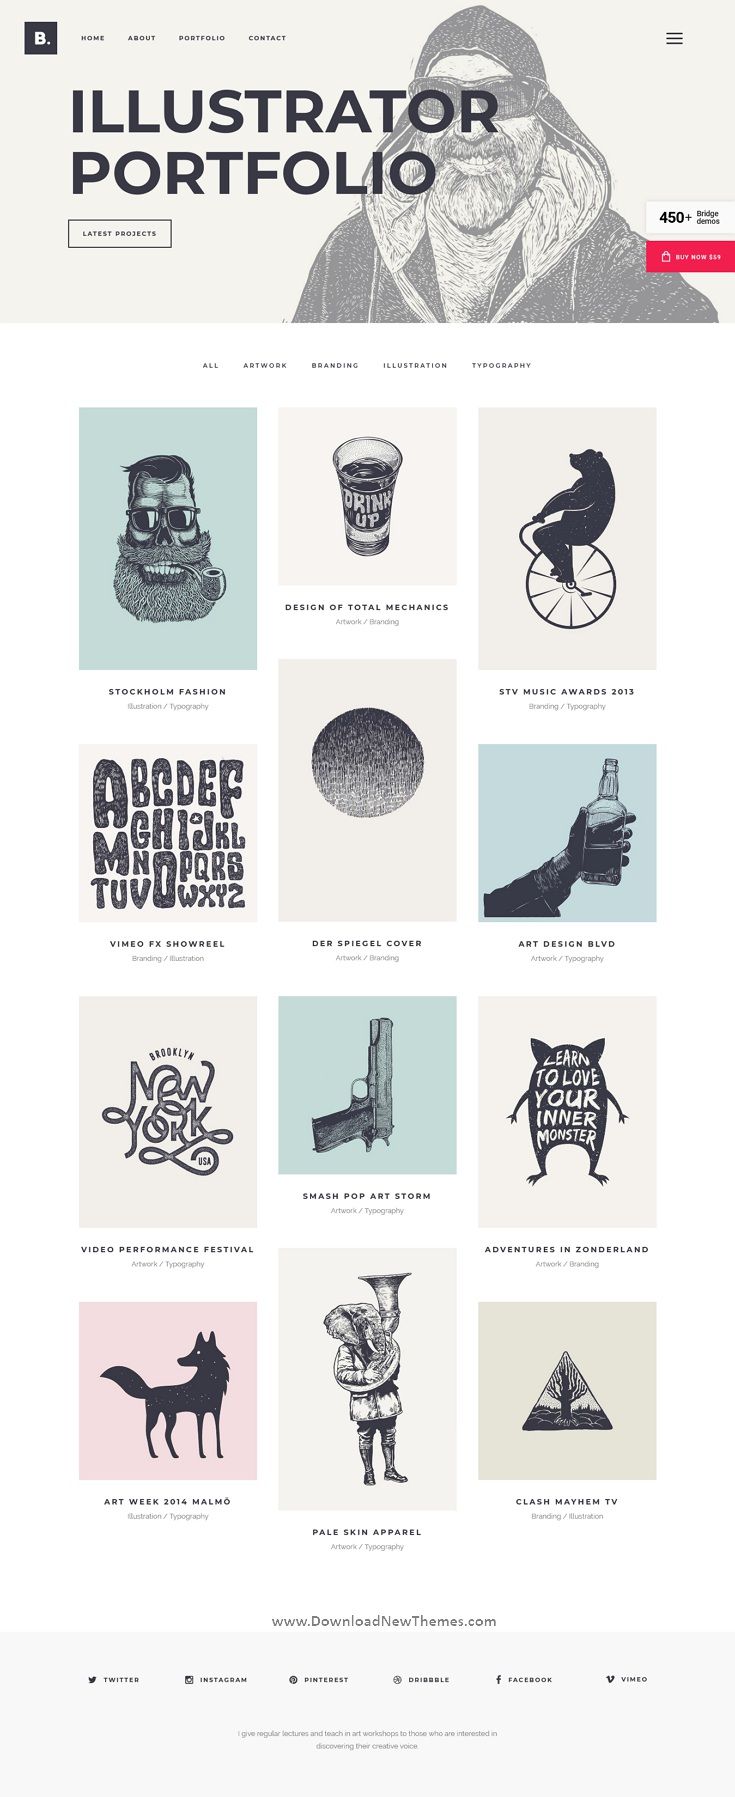 B.
HOME ABOUT PORTFOLIO CONTACT
ILLUSTRATOR
PORTFOLIO
LATEST PROJECTS
450+ Bridge demos
BUY NOW $59
ALL ARTWORK BRANDING ILLUSTRATION TYPOGRAPHY
STOCKHOLM FASHION
Illustration / Typography
DRINK
UP
DESIGN OF TOTAL MECHANICS
Artwork / Branding
STV MUSIC AWARDS 2013
Branding / Typography
ABCDEF
GHIJKL
MNOPQRS
TUVWXYZ
VIMEO FX SHOWREEL
Branding / Illustration
DER SPIEGEL COVER
Artwork / Branding
ART DESIGN BLVD
Artwork / Typography
BROOKLYN
NEW
YORK
USA
VIDEO PERFORMANCE FESTIVAL
Artwork / Typography
SMASH POP ART STORM
Artwork / Typography
LEARN
TO LOVE
YOUR
INNER
MONSTER
ADVENTURES IN ZONDERLAND
Artwork / Branding
ART WEEK 2014 MALMÖ
Illustration / Typography
PALE SKIN APPAREL
Artwork / Typography
CLASH MAYHEM TV
Branding / Illustration
www.DownloadNewThemes.com
TWITTER INSTAGRAM PINTEREST DRIBBBLE FACEBOOK VIMEO
I give regular lectures and teach in art workshops to those who are interested in
discovering their creative voice.